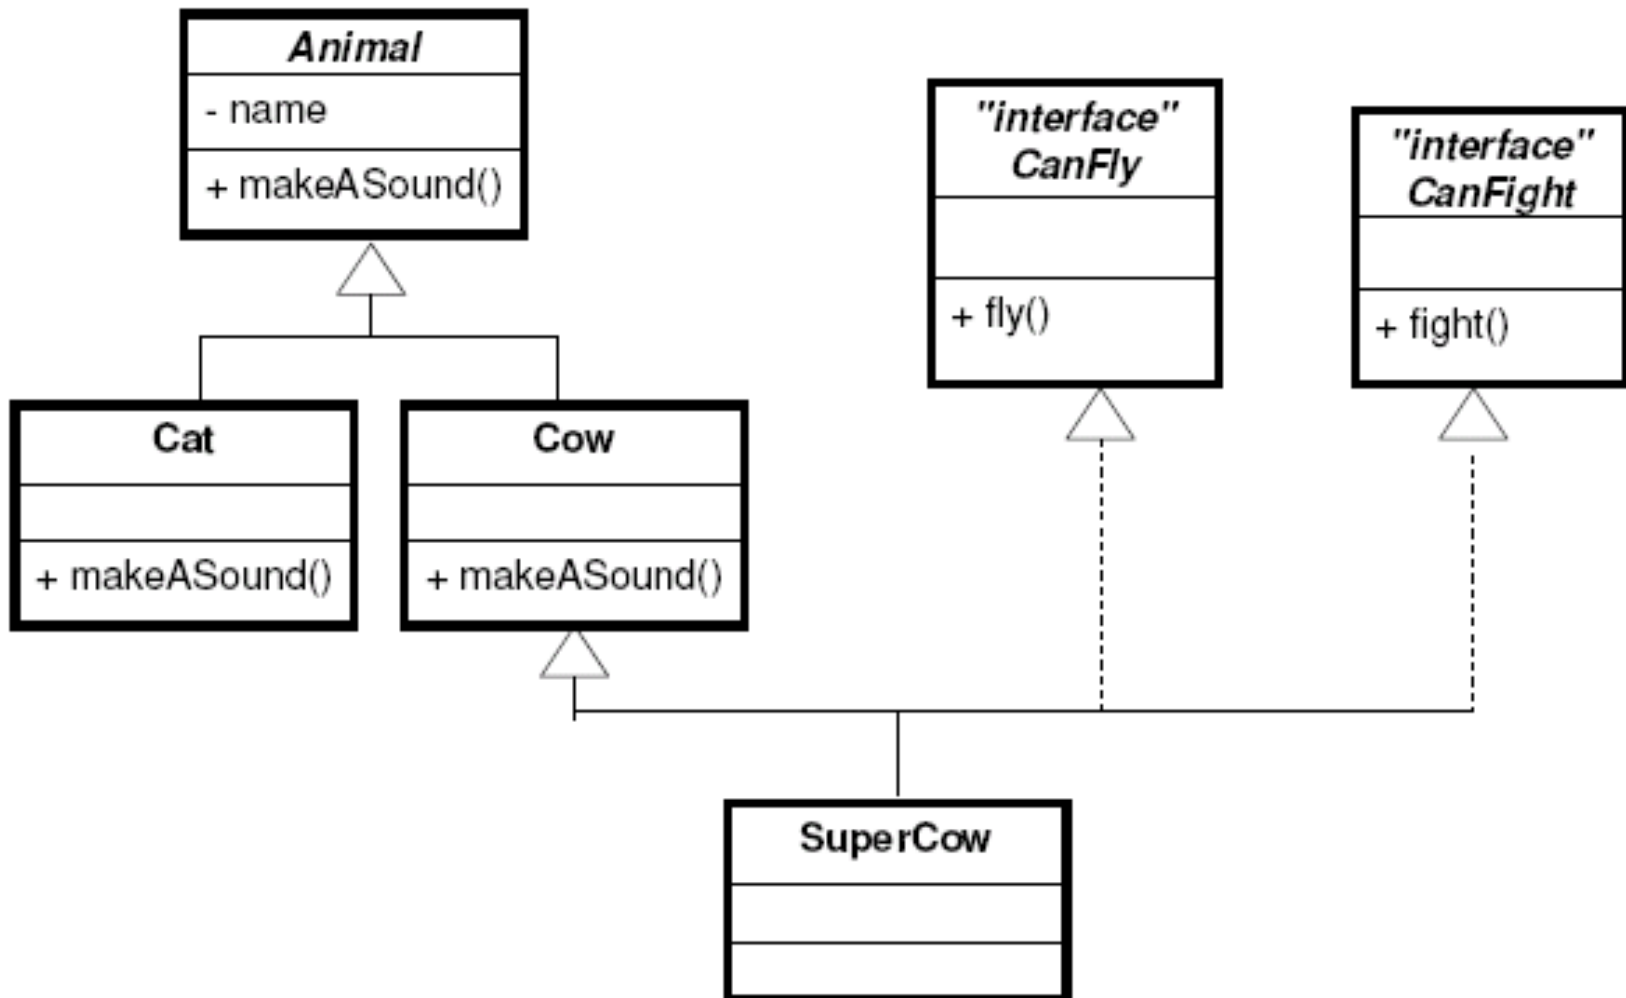 Animal
- name
+ makeASound()
"interface"
CanFly
+ fly()
"interface"
CanFight
+ fight()
Cat
+ makeASound()
Cow
+ makeASound()
SuperCow